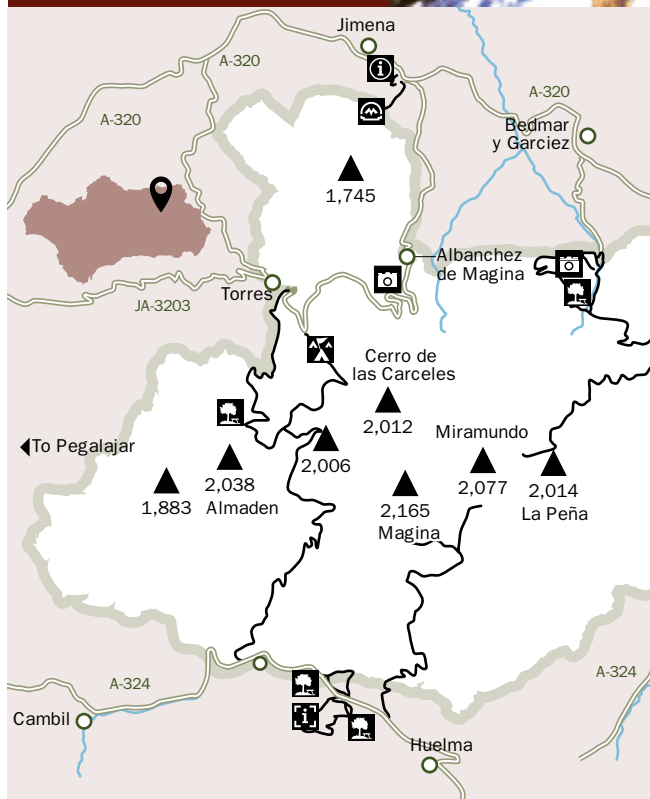 Jimena
A-320
A-320
A-320
Bedmar
y Garciez
1,745
Albanchez
de Magina
Torres
JA-3203
Cerro de
las Carceles
2,012
Miramundo
To Pegalajar
2,006
2,038
Almaden
1,883
2,165
Magina
2,077
2,014
La Peña
A-324
A-324
Cambil
Huelma